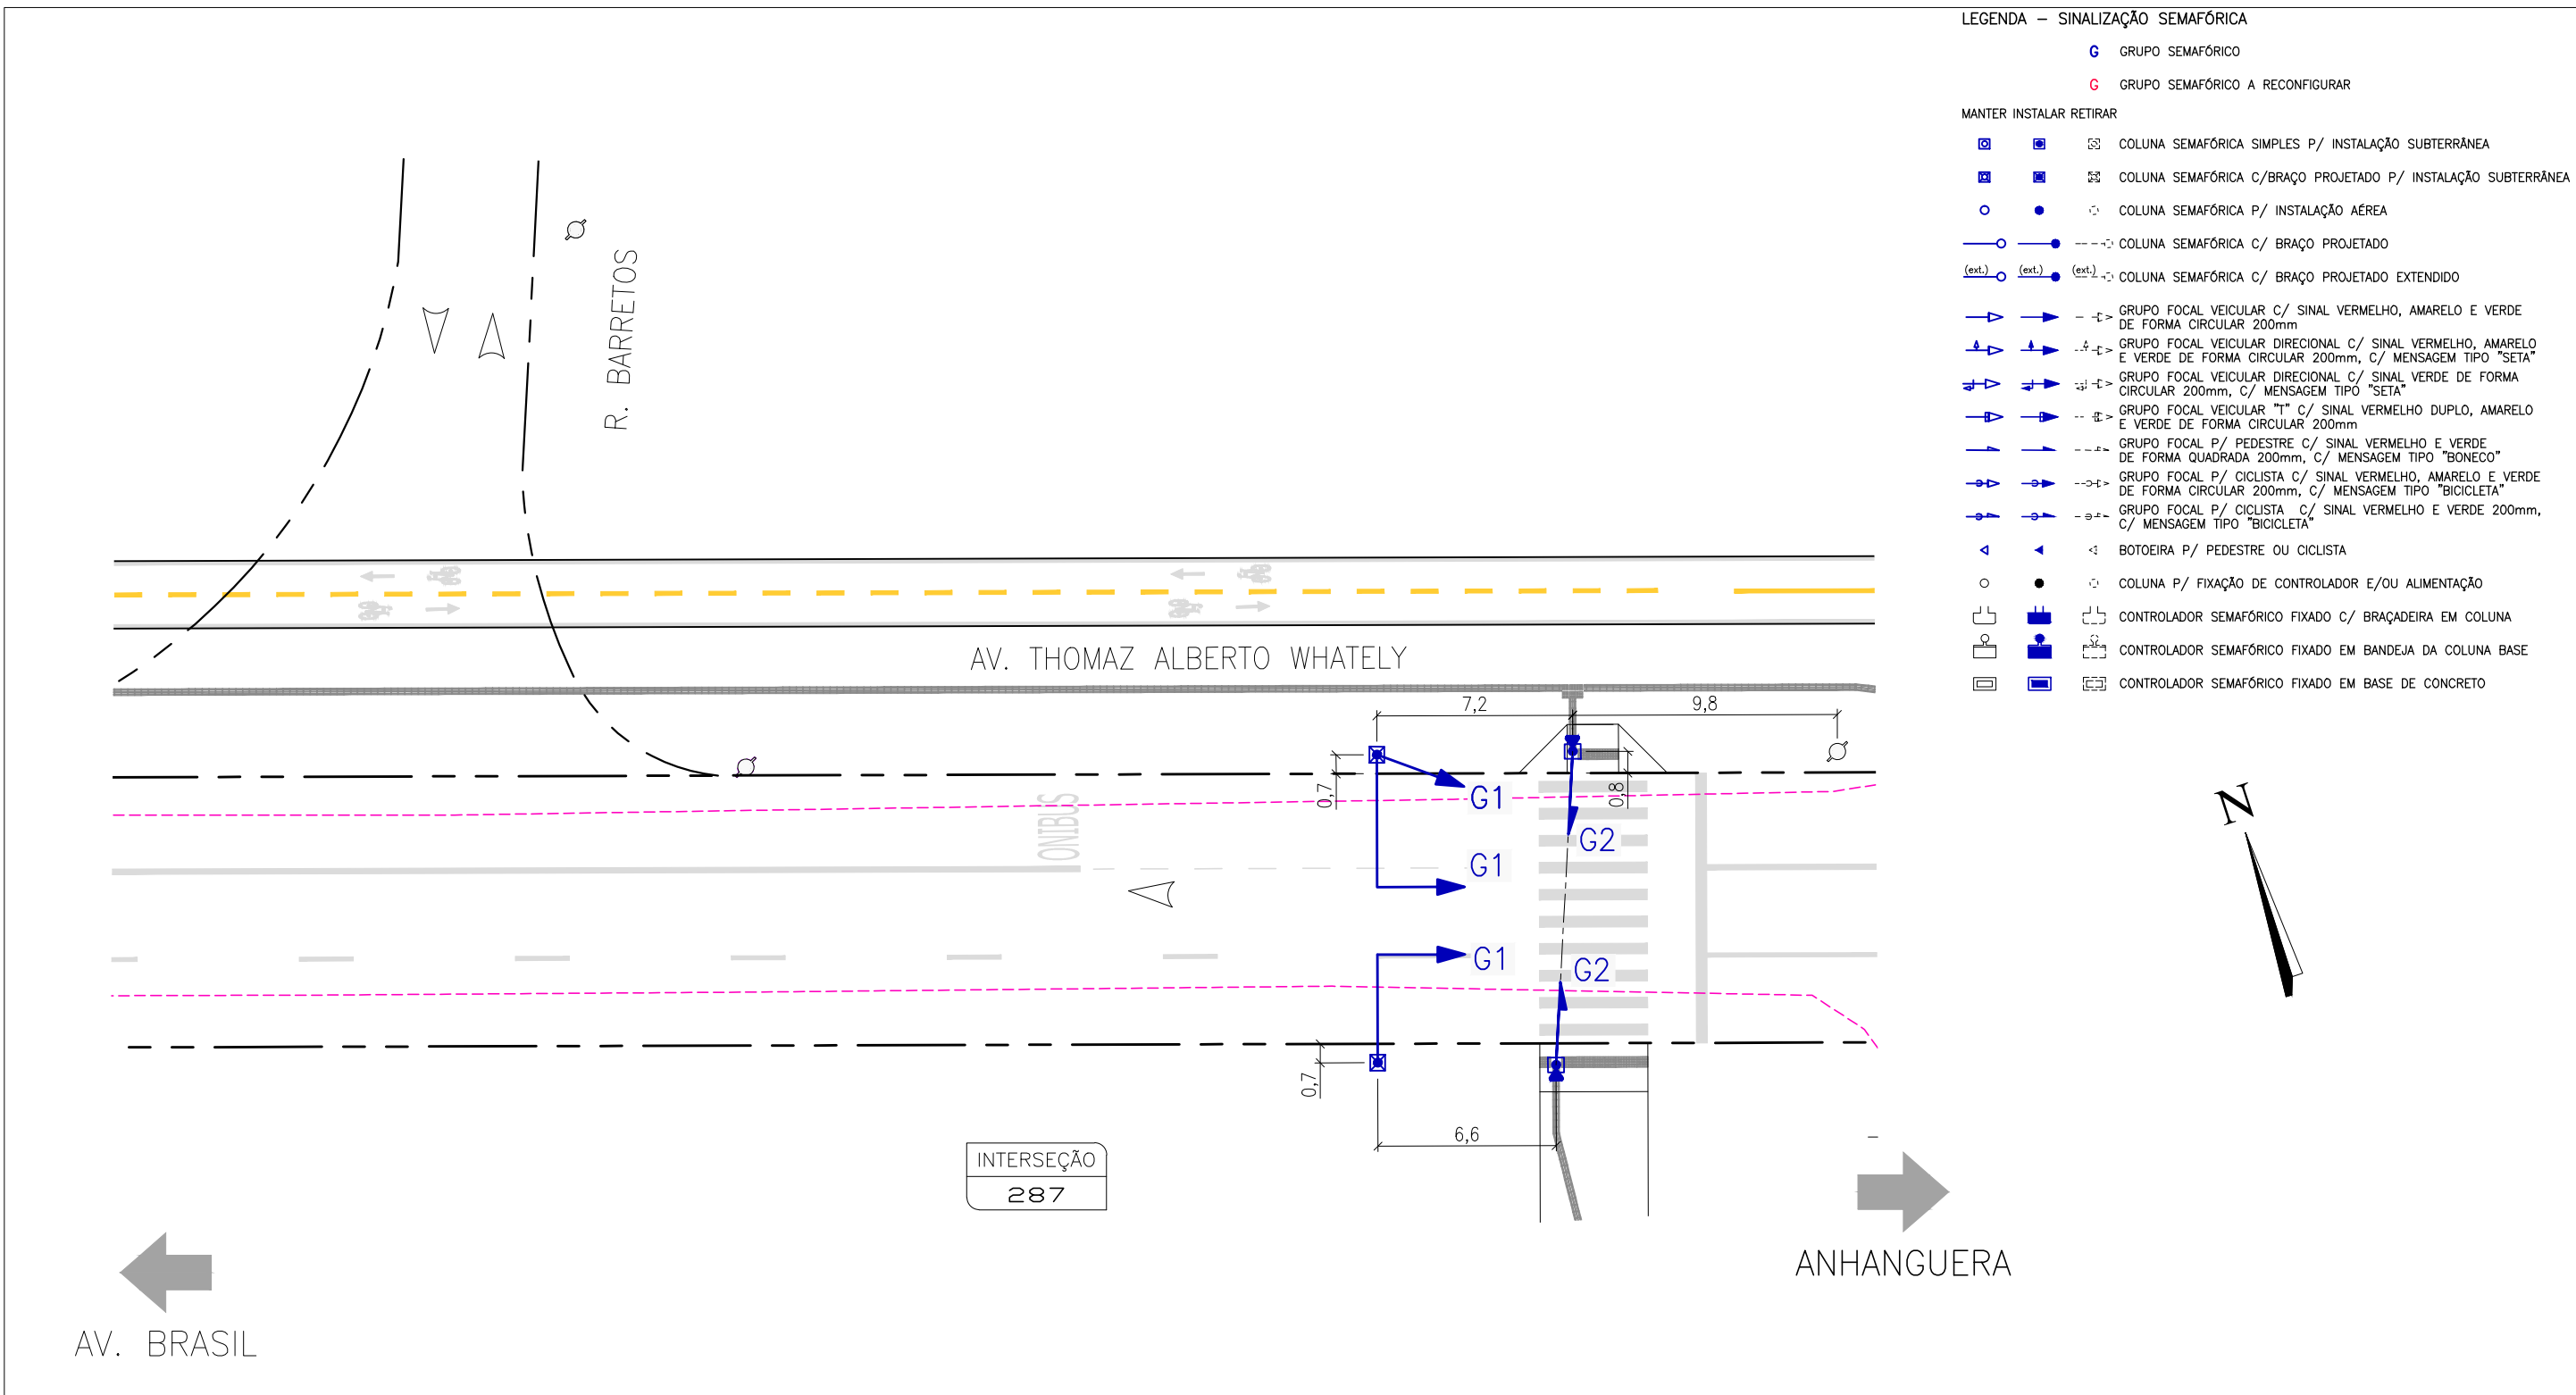 LEGENDA – SINALIZAÇÃO SEMAFÓRICA
G GRUPO SEMAFÓRICO
G GRUPO SEMAFÓRICO A RECONFIGURAR
MANTER INSTALAR RETIRAR
COLUNA SEMAFÓRICA SIMPLES P/ INSTALAÇÃO SUBTERRÂNEA
COLUNA SEMAFÓRICA C/BRAÇO PROJETADO P/ INSTALAÇÃO SUBTERRÂNEA
COLUNA SEMAFÓRICA P/ INSTALAÇÃO AÉREA
COLUNA SEMAFÓRICA C/ BRAÇO PROJETADO
(ext.) (ext.) (ext.) COLUNA SEMAFÓRICA C/ BRAÇO PROJETADO EXTENDIDO
GRUPO FOCAL VEICULAR C/ SINAL VERMELHO, AMARELO E VERDE
DE FORMA CIRCULAR 200mm
GRUPO FOCAL VEICULAR DIRECIONAL C/ SINAL VERMELHO, AMARELO
E VERDE DE FORMA CIRCULAR 200mm, C/ MENSAGEM TIPO "SETA"
GRUPO FOCAL VEICULAR DIRECIONAL C/ SINAL VERDE DE FORMA
CIRCULAR 200mm, C/ MENSAGEM TIPO "SETA"
GRUPO FOCAL VEICULAR "T" C/ SINAL VERMELHO DUPLO, AMARELO
E VERDE DE FORMA CIRCULAR 200mm
GRUPO FOCAL P/ PEDESTRE C/ SINAL VERMELHO E VERDE
DE FORMA QUADRADA 200mm, C/ MENSAGEM TIPO "BONECO"
GRUPO FOCAL P/ CICLISTA C/ SINAL VERMELHO, AMARELO E VERDE
DE FORMA CIRCULAR 200mm, C/ MENSAGEM TIPO "BICICLETA"
GRUPO FOCAL P/ CICLISTA C/ SINAL VERMELHO E VERDE 200mm,
C/ MENSAGEM TIPO "BICICLETA"
BOTOEIRA P/ PEDESTRE OU CICLISTA
COLUNA P/ FIXAÇÃO DE CONTROLADOR E/OU ALIMENTAÇÃO
CONTROLADOR SEMAFÓRICO FIXADO C/ BRAÇADEIRA EM COLUNA
CONTROLADOR SEMAFÓRICO FIXADO EM BANDEJA DA COLUNA BASE
CONTROLADOR SEMAFÓRICO FIXADO EM BASE DE CONCRETO
R. BARRETOS
AV. THOMAZ ALBERTO WHATELY
7,2
9,8
0,7
0,8
G1
G2
ONIBUS
G1
G1
G2
0,7
6,6
N
INTERSEÇÃO
287
ANHANGUERA
AV. BRASIL